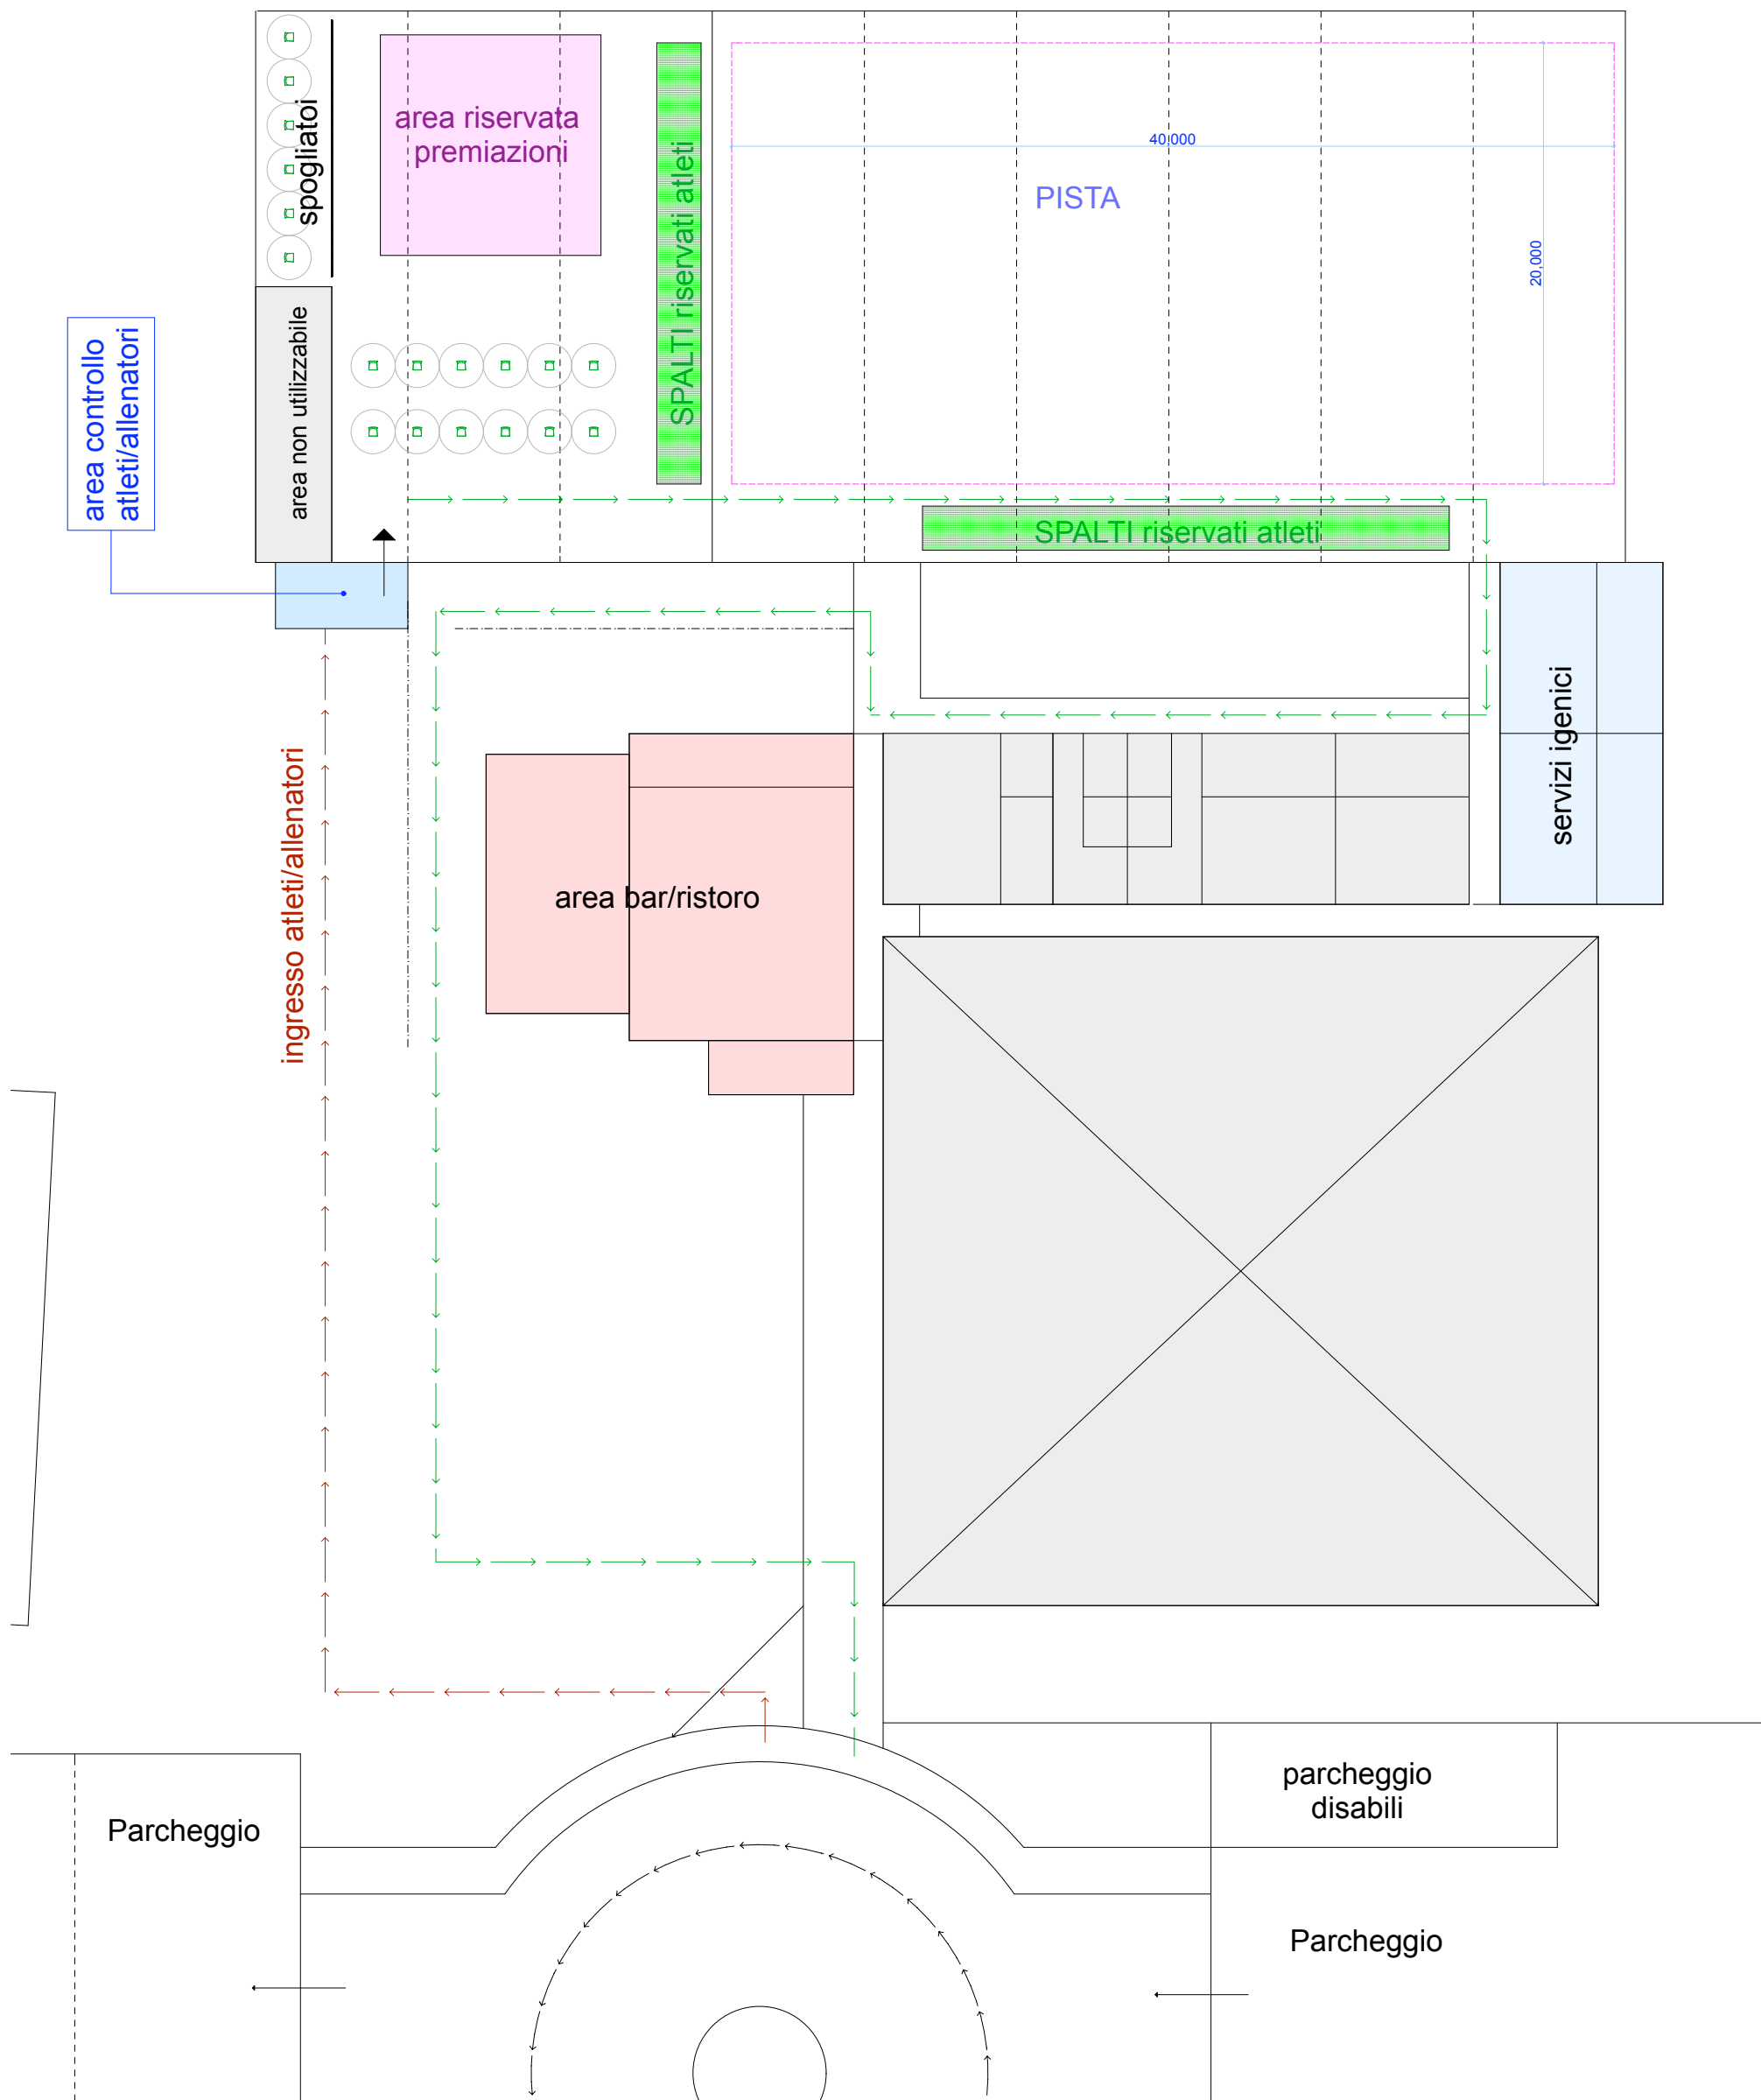 spogliatoi
area riservata
premiazioni
SPALTI riservati atleti
40,000
PISTA
20,000
area controllo
atleti/allenatori
area non utilizzabile
SPALTI riservati atleti
servizi igenici
ingresso atleti/allenatori
area bar/ristoro
parcheggio
disabili
Parcheggio
Parcheggio